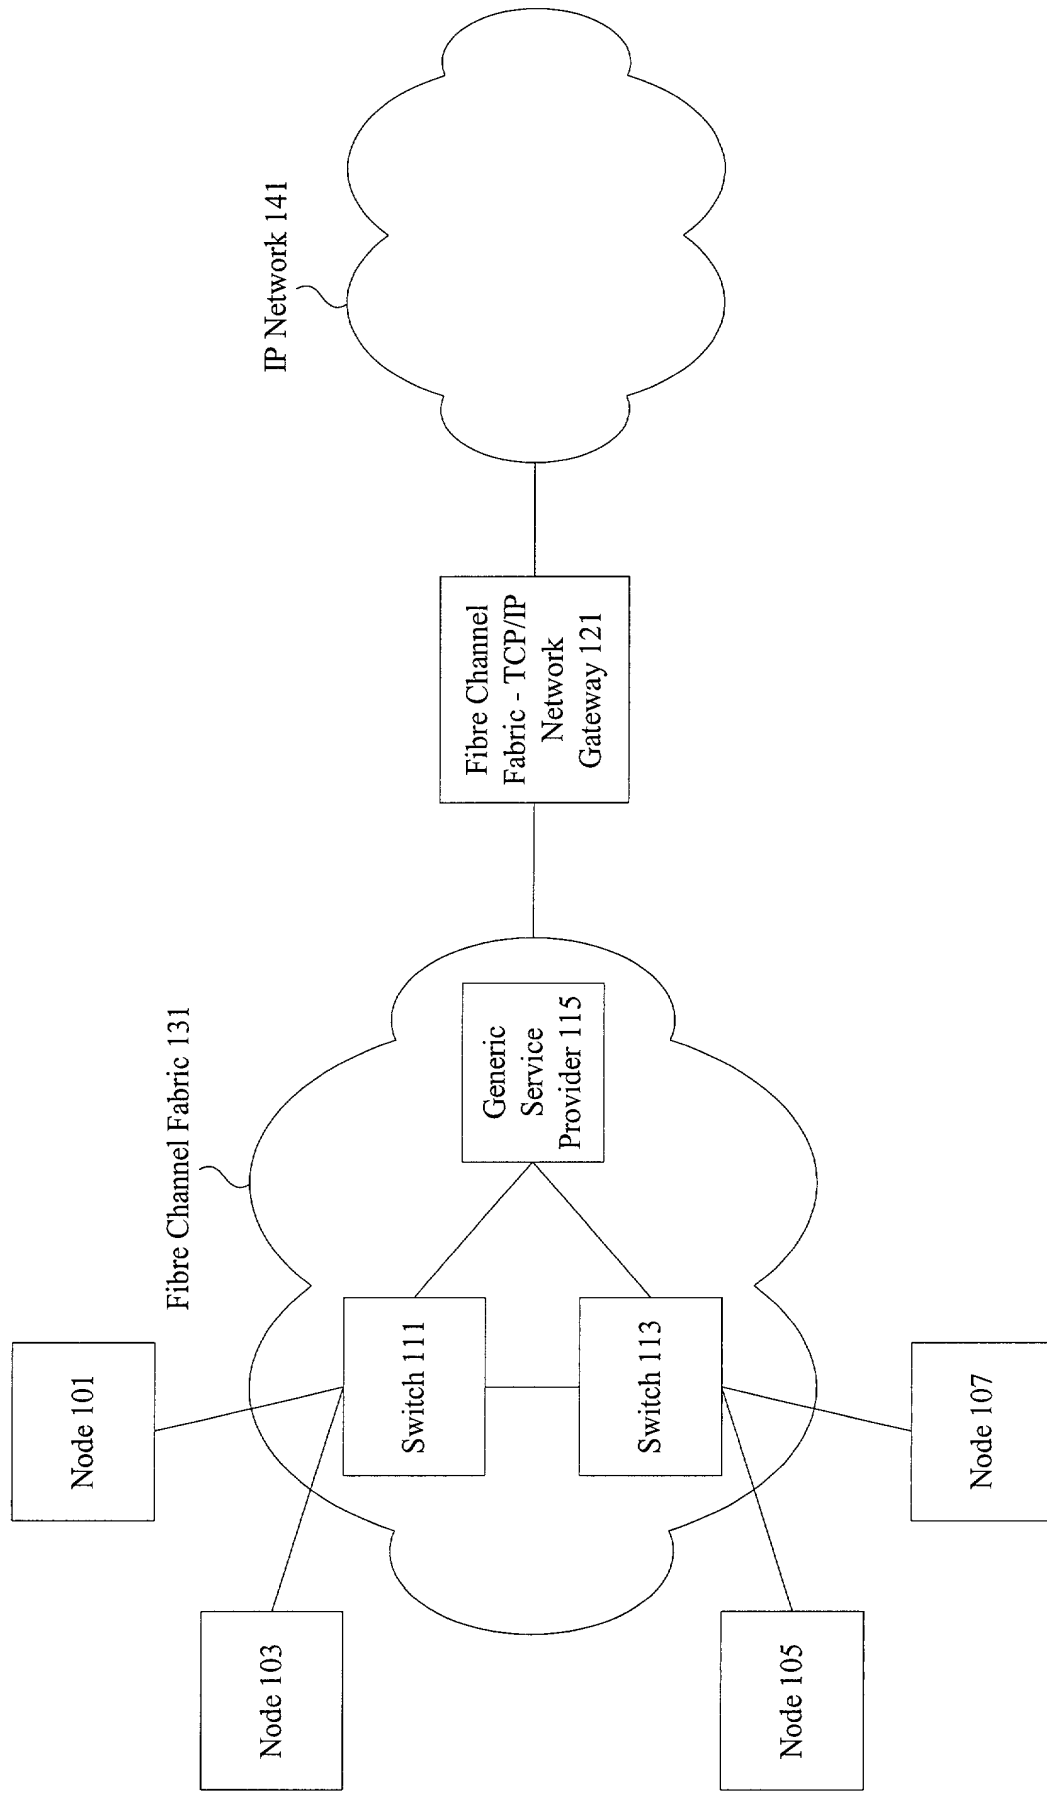 Node 101
Node 103
Fibre Channel Fabric 131
IP Network 141
Switch 111
Generic
Service
Provider 115
Fibre Channel
Fabric - TCP/IP
Network
Gateway 121
Switch 113
Node 105
Node 107